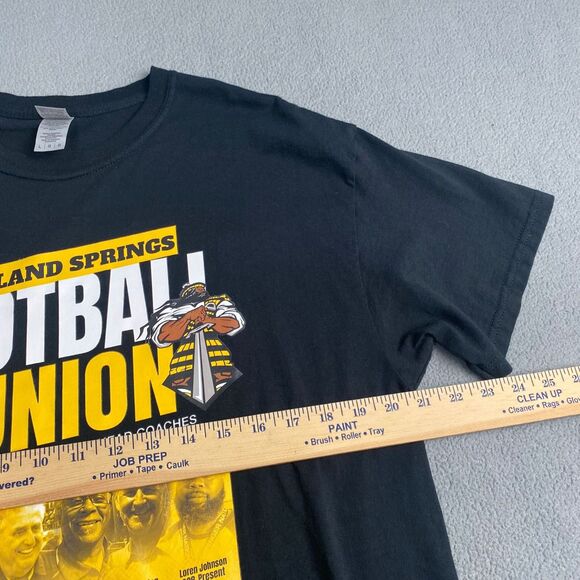 L
LAND SPRINGS
OTBALL
UNION
AD COACHES
9 10 11 12 13 14 15 16 17 18 19 20 21 22 23 24 25
vered?
JOB PREP
• Primer • Tape • Caulk
PAINT
• Brush • Roller • Tray
CLEAN UP
• Cleaner • Rags • Glo
Loren Johnson
Present